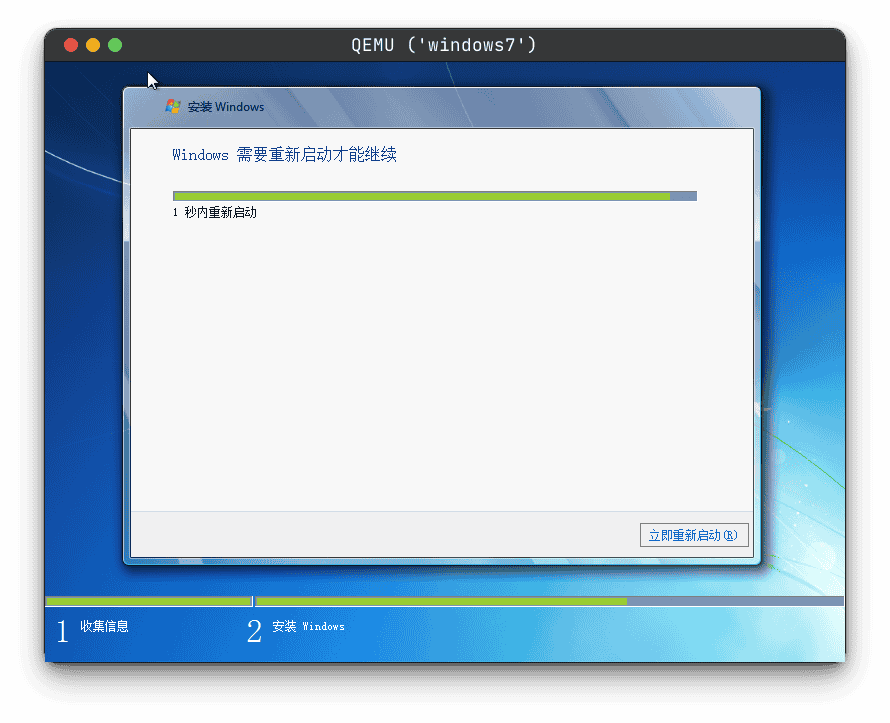 QEMU ('windows7')
安装 Windows
Windows 需要重新启动才能继续
1 秒内重新启动
立即重新启动(R)
1 收集信息
2 安装 Windows